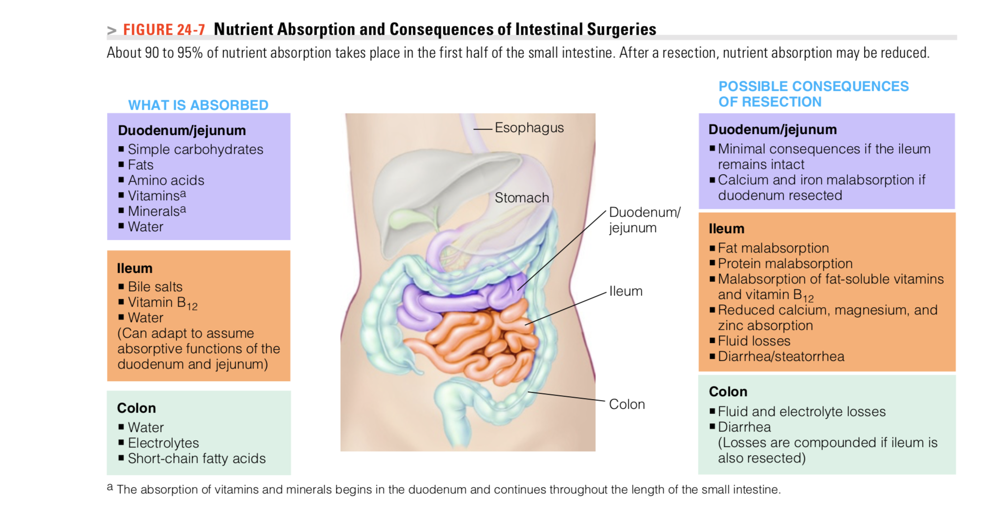 > FIGURE 24-7 Nutrient Absorption and Consequences of Intestinal Surgeries
About 90 to 95% of nutrient absorption takes place in the first half of the small intestine. After a resection, nutrient absorption may be reduced.
WHAT IS ABSORBED
Duodenum/jejunum
■ Simple carbohydrates
■ Fats
■ Amino acids
■ Vitaminsᵃ
■ Mineralsᵃ
■ Water
Ileum
■ Bile salts
■ Vitamin B₁₂
■ Water
(Can adapt to assume
absorptive functions of the
duodenum and jejunum)
Colon
■ Water
■ Electrolytes
■ Short-chain fatty acids
Esophagus
Stomach
Duodenum/
jejunum
Ileum
Colon
POSSIBLE CONSEQUENCES
OF RESECTION
Duodenum/jejunum
■ Minimal consequences if the ileum
remains intact
■ Calcium and iron malabsorption if
duodenum resected
Ileum
■ Fat malabsorption
■ Protein malabsorption
■ Malabsorption of fat-soluble vitamins
and vitamin B₁₂
■ Reduced calcium, magnesium, and
zinc absorption
■ Fluid losses
■ Diarrhea/steatorrhea
Colon
■ Fluid and electrolyte losses
■ Diarrhea
(Losses are compounded if ileum is
also resected)
ᵃ The absorption of vitamins and minerals begins in the duodenum and continues throughout the length of the small intestine.